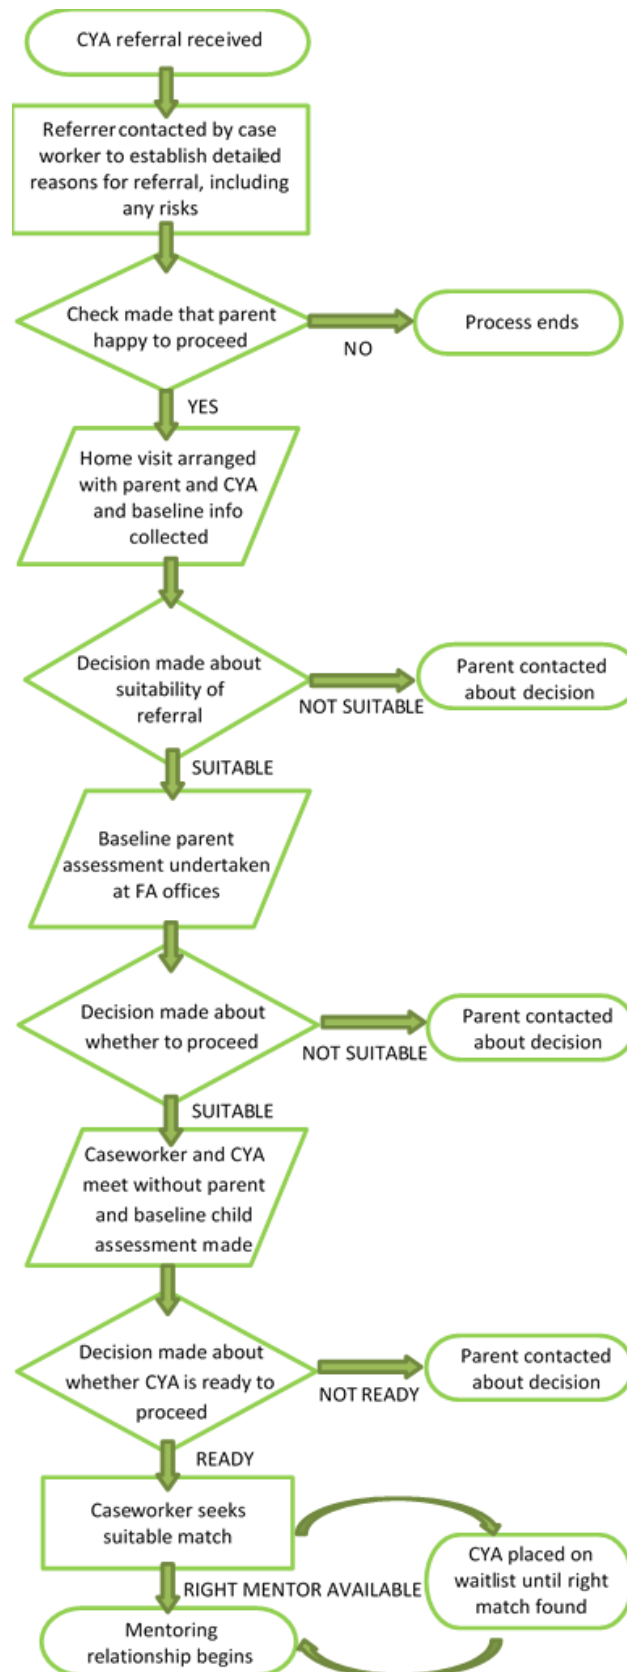 CYA referral received
Referrer contacted by case
worker to establish detailed
reasons for referral, including
any risks
Check made that parent
happy to proceed
NO
Process ends
YES
Home visit arranged
with parent and CYA
and baseline info
collected
Decision made about
suitability of
referral
NOT SUITABLE
Parent contacted
about decision
SUITABLE
Baseline parent
assessment undertaken
at FA offices
Decision made about
whether to proceed
NOT SUITABLE
Parent contacted
about decision
SUITABLE
Caseworker and CYA
meet without parent
and baseline child
assessment made
Decision made about
whether CYA is ready to
proceed
NOT READY
Parent contacted
about decision
READY
Caseworker seeks
suitable match
CYA placed on
waitlist until right
match found
RIGHT MENTOR AVAILABLE
Mentoring
relationship begins